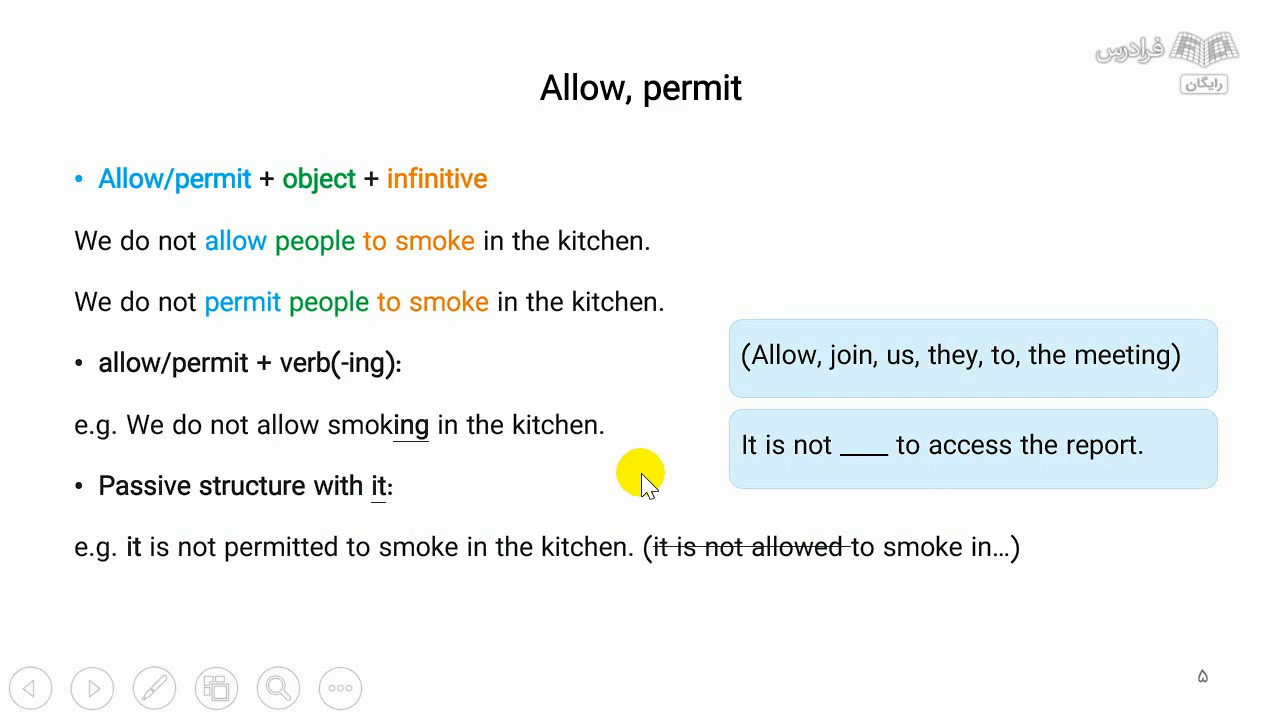 فرادرس
رایگان
Allow, permit
• Allow/permit + object + infinitive
We do not allow people to smoke in the kitchen.
We do not permit people to smoke in the kitchen.
• allow/permit + verb(-ing):
(Allow, join, us, they, to, the meeting)
e.g. We do not allow smoking in the kitchen.
It is not ____ to access the report.
• Passive structure with it:
e.g. it is not permitted to smoke in the kitchen. (it is not allowed to smoke in...)
۵